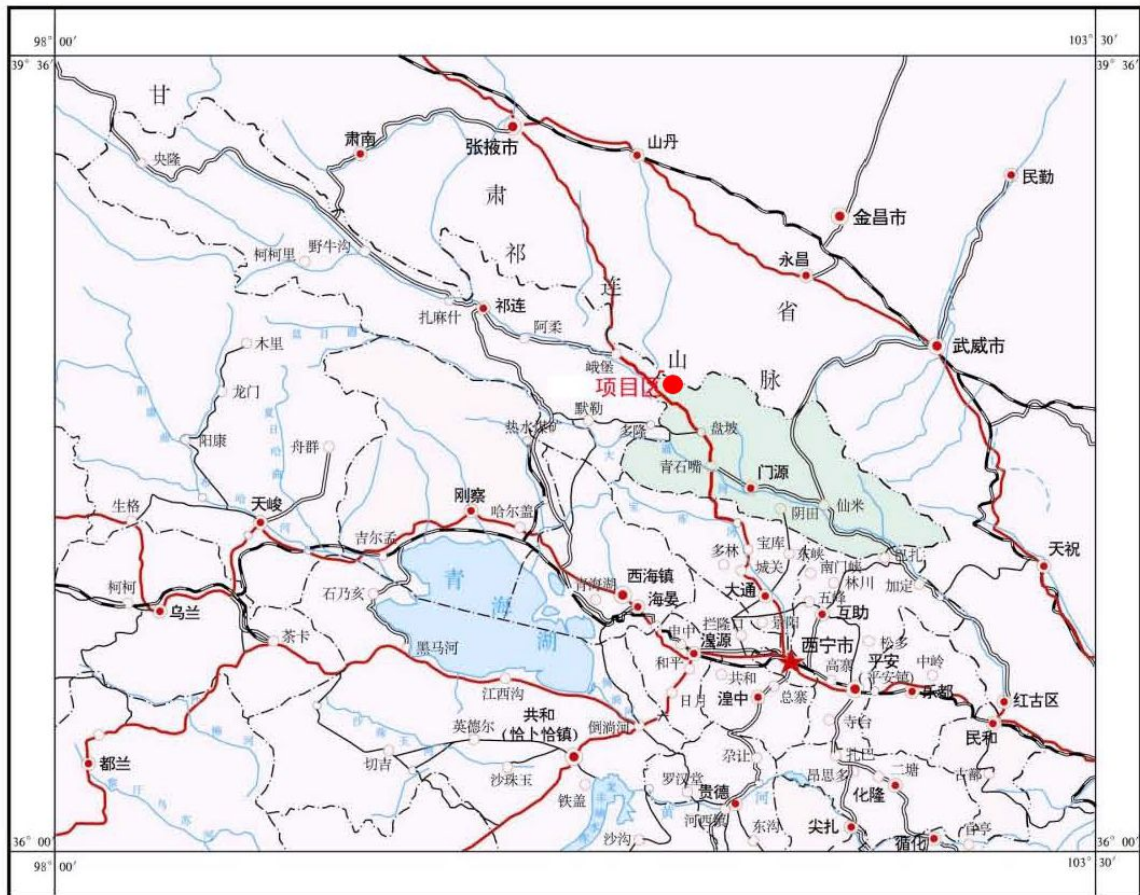 98° 00′
103° 30′
39° 36′
39° 36′
甘
肃南
张掖市
山丹
央隆
民勤
肃
金昌市
祁
柯柯里
野牛沟
永昌
连
省
扎麻什
祁连
阿柔
木里
峨堡
山
武威市
项目区
脉
龙门
默勒
热水煤矿
多隆
盘坡
阳康
舟群
青石嘴
门源
仙米
生格
天峻
刚察
哈尔盖
阴田
吉尔孟
宝库
东峡
多林
天祝
城关
南门峡
林川
加定
柯柯
乌兰
石乃亥
青海湖
西海镇
海晏
大通
五峰
互助
青
海
湖
拦隆口
景阳
茶卡
申中
湟源
西宁市
松多
黑马河
和平
高寨
平安
(平安镇)
中岭
共和
江西沟
日月
湟中
总寨
乐都
红古区
共和
(恰卜恰镇)
英德尔
倒淌河
寺台
民和
都兰
切吉
沙珠玉
尕让
扎巴
昂思多
二塘
古鄯
铁盖
罗汉堂
贵德
化隆
黄
河
河西镇
沙沟
东沟
尖扎
循化
36° 00′
36° 00′
98° 00′
103° 30′